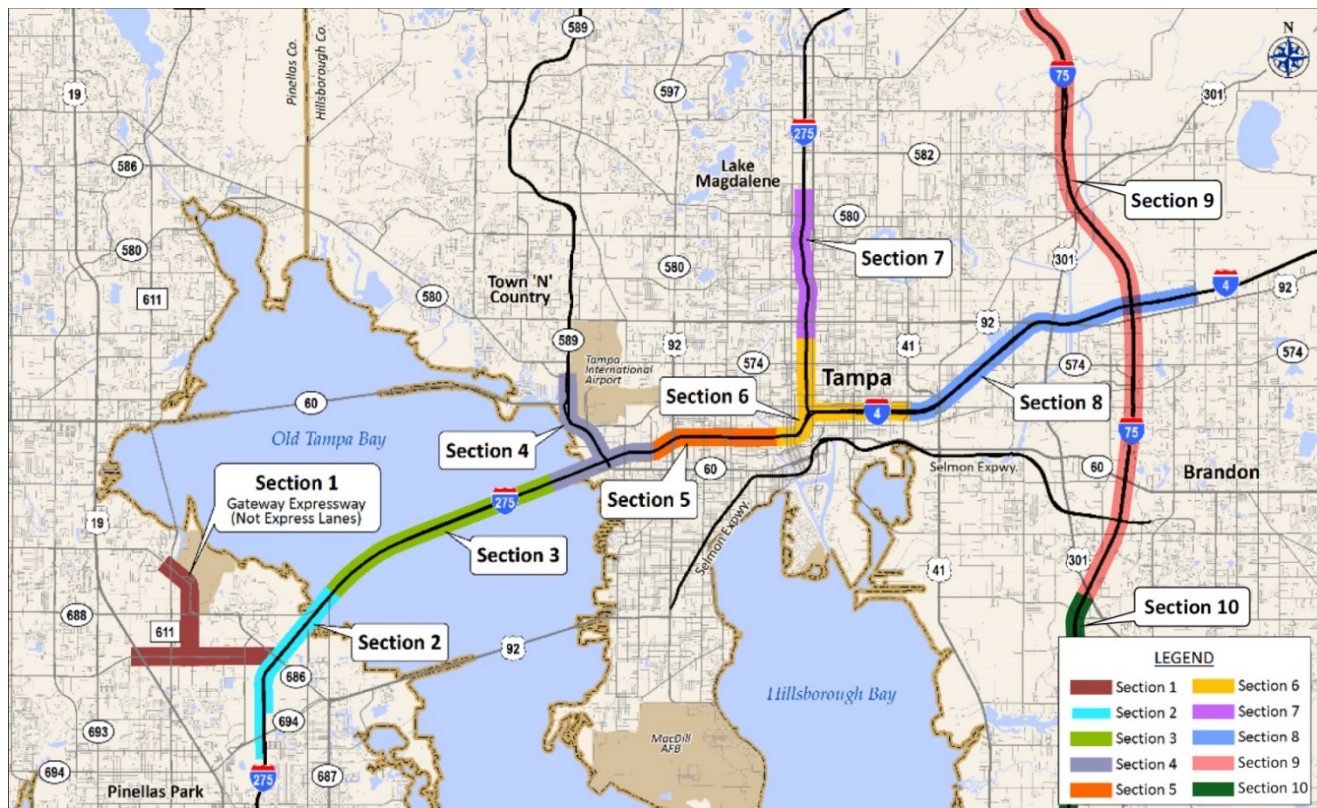 589
N
75
19
Pinellas Co.
Hillsborough Co.
597
301
275
586
582
Lake
Magdalene
Section 9
580
580
Section 7
301
580
611
Town 'N'
Country
580
4
92
589
92
92
41
574
574
Tampa
International
Airport
574
Section 6
Tampa
60
4
Section 8
Old Tampa Bay
Section 4
75
60
Selmon Expwy.
60
Brandon
Section 1
Gateway Expressway
(Not Express Lanes)
Section 5
275
19
Section 3
Selmon Expwy.
301
41
688
Section 10
611
Section 2
92
686
Hillsborough Bay
694
693
MacDill
AFB
694
275
687
Pinellas Park
LEGEND
Section 1
Section 2
Section 3
Section 4
Section 5
Section 6
Section 7
Section 8
Section 9
Section 10